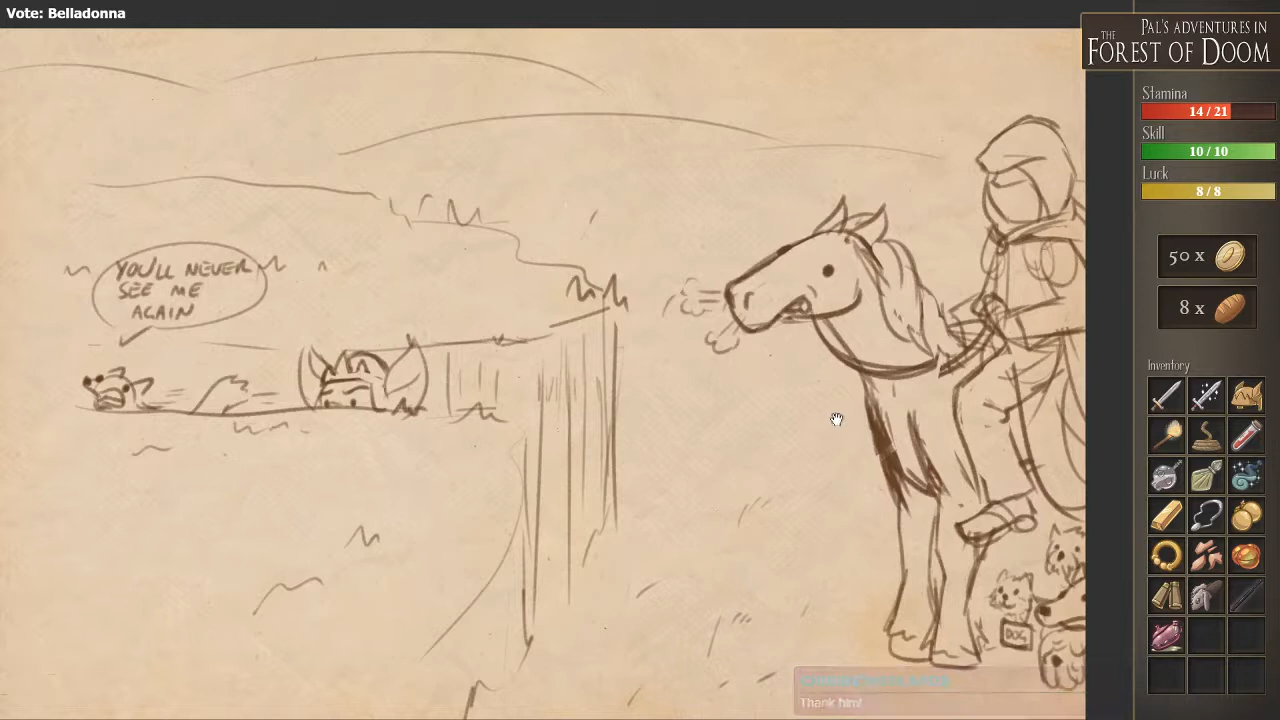 Vote: Belladonna
PAL'S ADVENTURES IN
THE
FOREST OF DOOM
Stamina
14 / 21
Skill
10 / 10
Luck
8 / 8
50 x
8 x
Inventory
YOU'LL NEVER
SEE ME
AGAIN
DOG
Thank him!